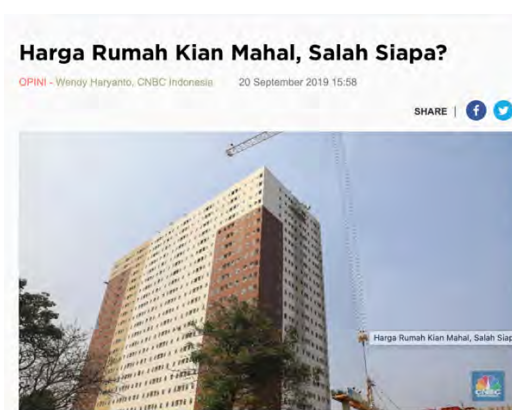 Harga Rumah Kian Mahal, Salah Siapa?
OPINI - Wendy Haryanto, CNBC Indonesia 20 September 2019 15:58
SHARE |
Harga Rumah Kian Mahal, Salah Siap
CNBC